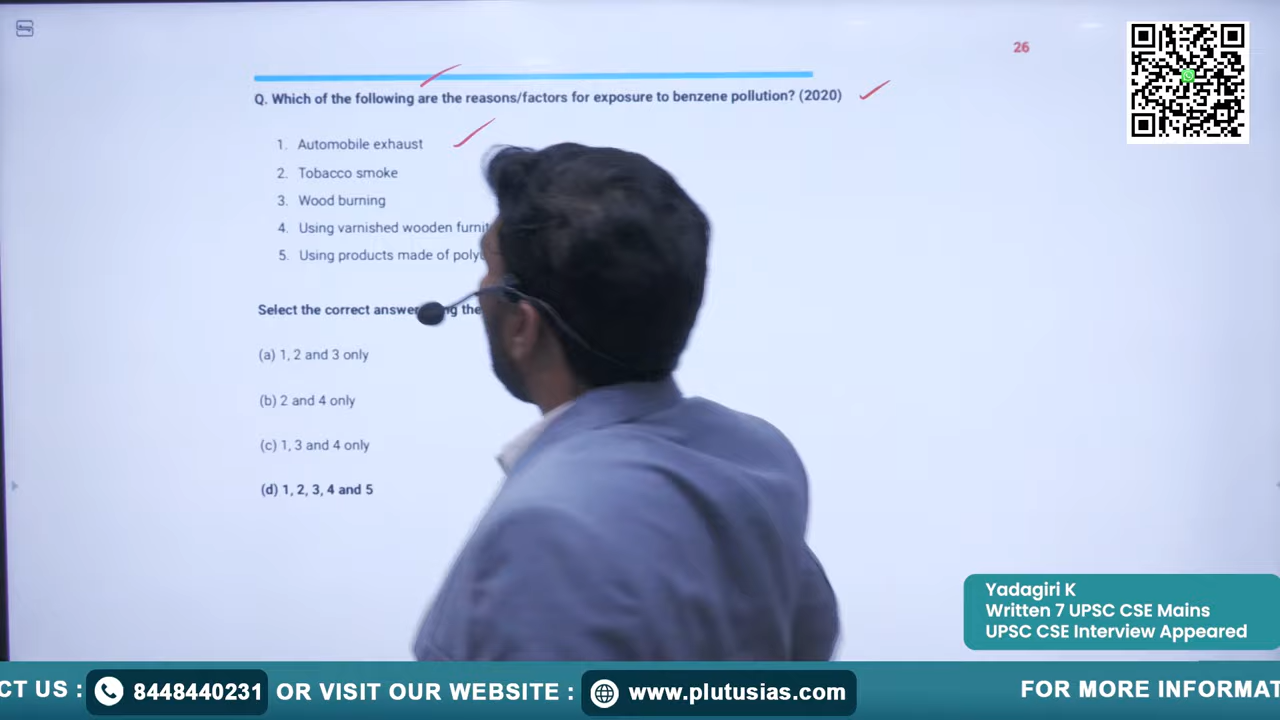 26
Q. Which of the following are the reasons/factors for exposure to benzene pollution? (2020)
1. Automobile exhaust
2. Tobacco smoke
3. Wood burning
4. Using varnished wooden
5. Using products made of
Select the correct answer the
(a) 1, 2 and 3 only
(b) 2 and 4 only
(c) 1, 3 and 4 only
(d) 1, 2, 3, 4 and 5
Yadagiri K
Written 7 UPSC CSE Mains
UPSC CSE Interview Appeared
US : 8448440231 OR VISIT OUR WEBSITE : www.plutusias.com FOR MORE